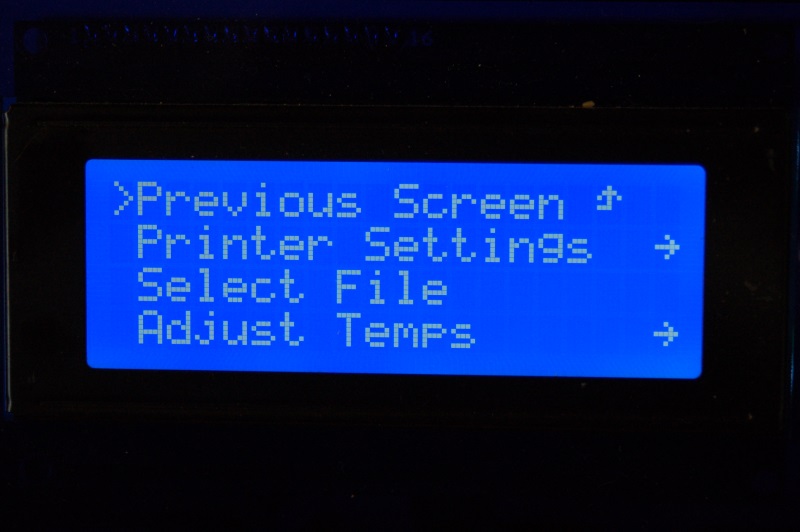 >Previous Screen ↰
Printer Settings →
Select File
Adjust Temps →